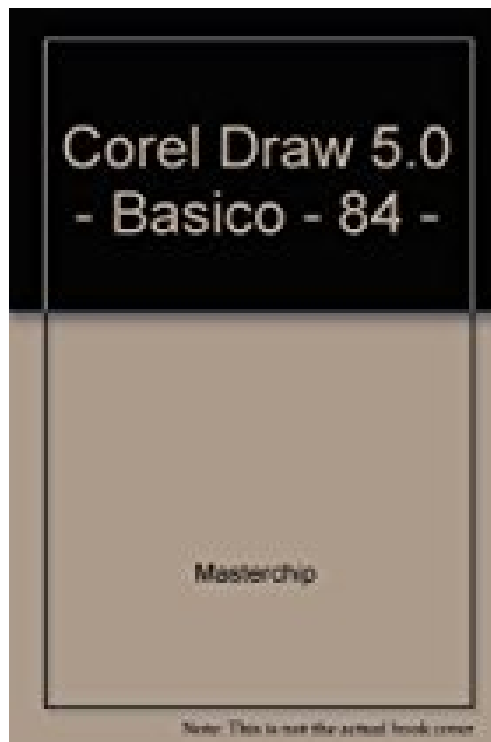 Corel Draw 5.0
- Basico - 84 -
Masterchip
Note: This is not the actual book cover